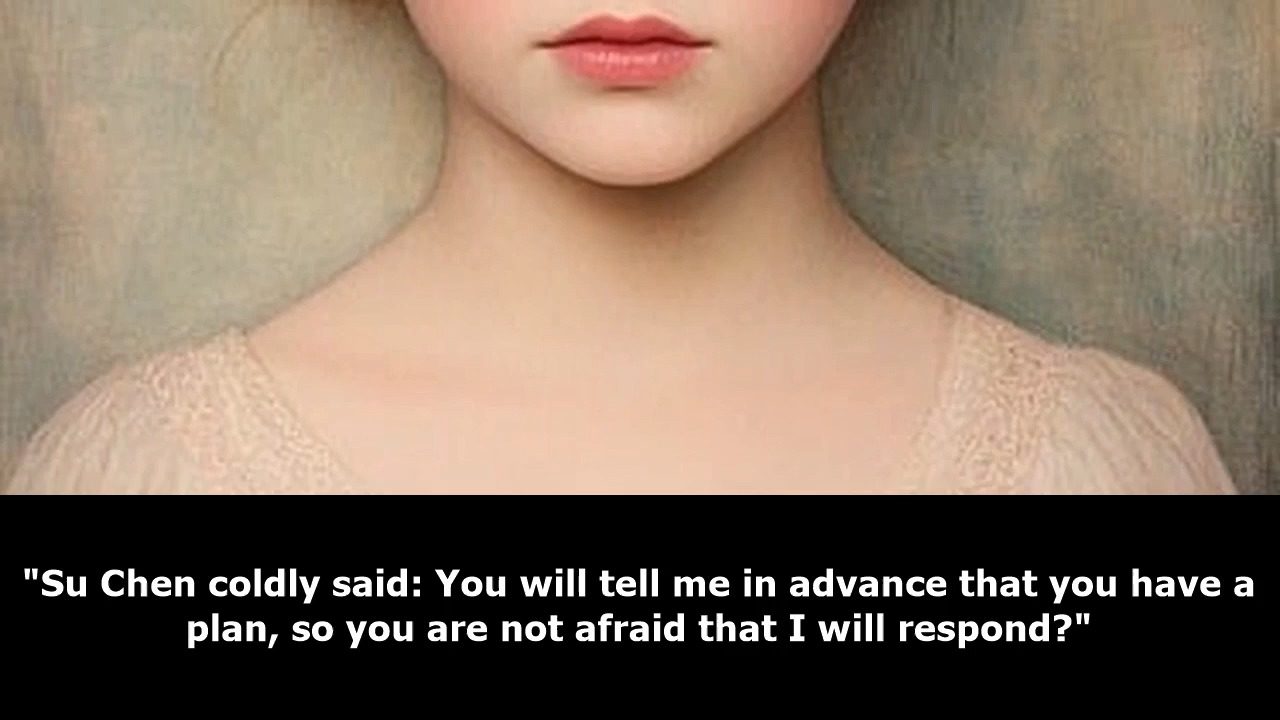 "Su Chen coldly said: You will tell me in advance that you have a
plan, so you are not afraid that I will respond?"